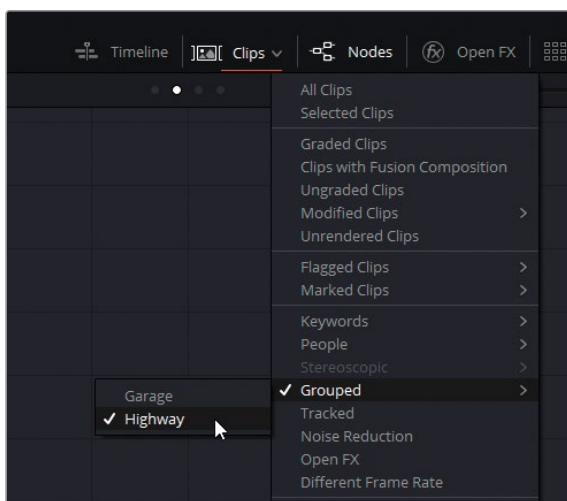 Timeline Clips Nodes fx Open FX
All Clips
Selected Clips
Graded Clips
Clips with Fusion Composition
Ungraded Clips
Modified Clips
Unrendered Clips
Flagged Clips
Marked Clips
Keywords
People
Stereoscopic
Grouped
Tracked
Noise Reduction
Open FX
Different Frame Rate
Garage
Highway